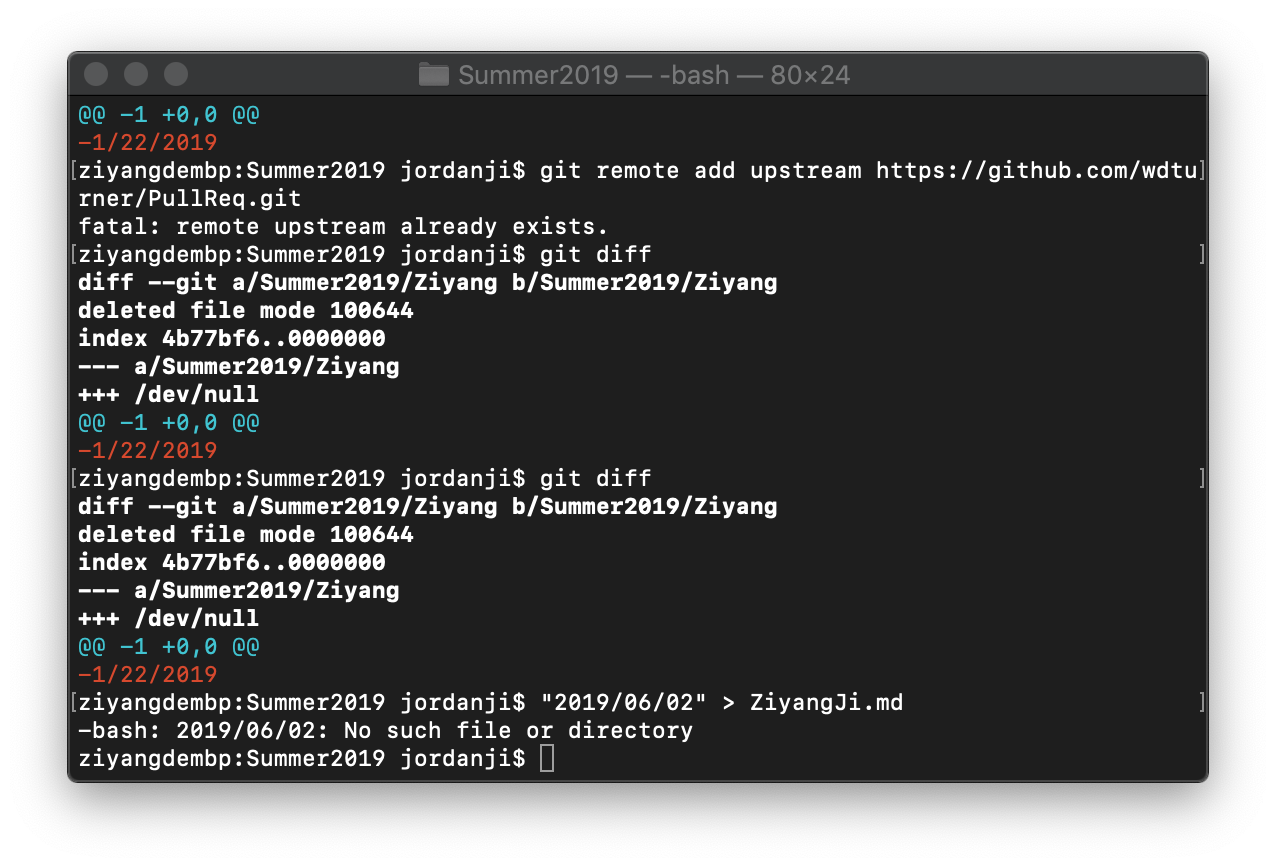 Summer2019 — -bash — 80×24
@@ -1 +0,0 @@
-1/22/2019
[ziyangdembp:Summer2019 jordanji$ git remote add upstream https://github.com/wdtu]
rner/PullReq.git
fatal: remote upstream already exists.
[ziyangdembp:Summer2019 jordanji$ git diff ]
diff --git a/Summer2019/Ziyang b/Summer2019/Ziyang
deleted file mode 100644
index 4b77bf6..0000000
--- a/Summer2019/Ziyang
+++ /dev/null
@@ -1 +0,0 @@
-1/22/2019
[ziyangdembp:Summer2019 jordanji$ git diff ]
diff --git a/Summer2019/Ziyang b/Summer2019/Ziyang
deleted file mode 100644
index 4b77bf6..0000000
--- a/Summer2019/Ziyang
+++ /dev/null
@@ -1 +0,0 @@
-1/22/2019
[ziyangdembp:Summer2019 jordanji$ "2019/06/02" > ZiyangJi.md ]
-bash: 2019/06/02: No such file or directory
ziyangdembp:Summer2019 jordanji$